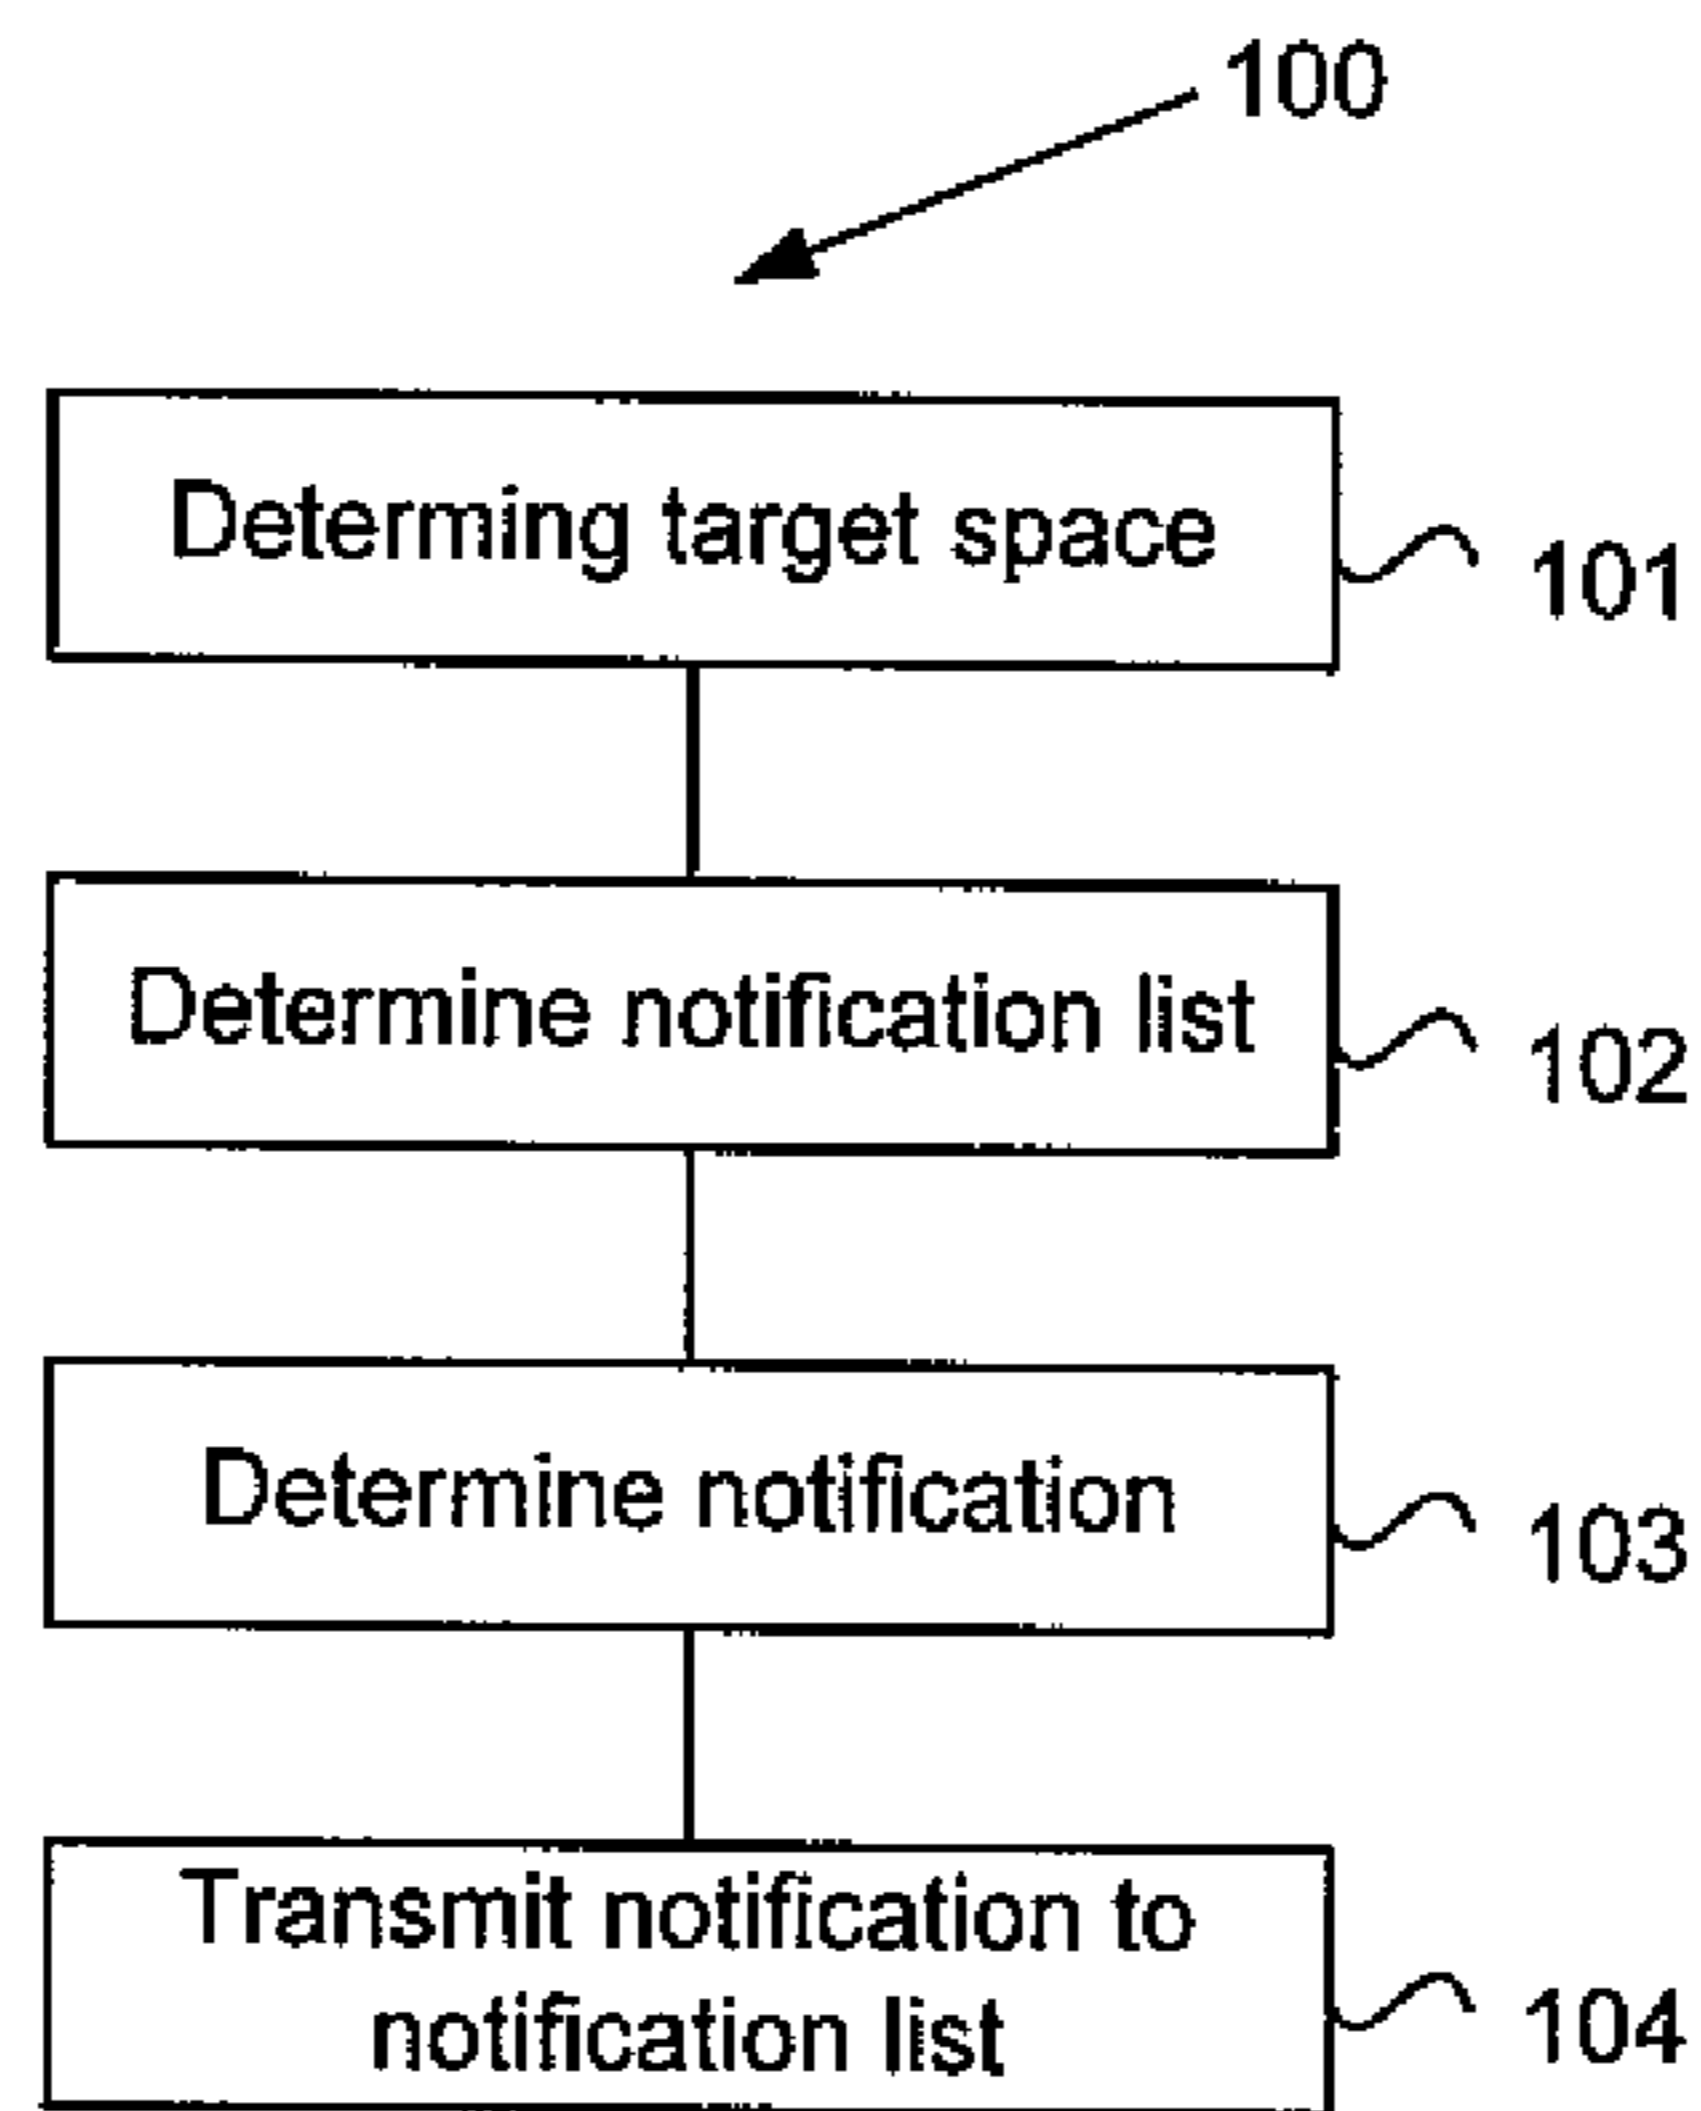 100
Determing target space
101
Determine notification list
102
Determine notification
103
Transmit notification to
notification list
104